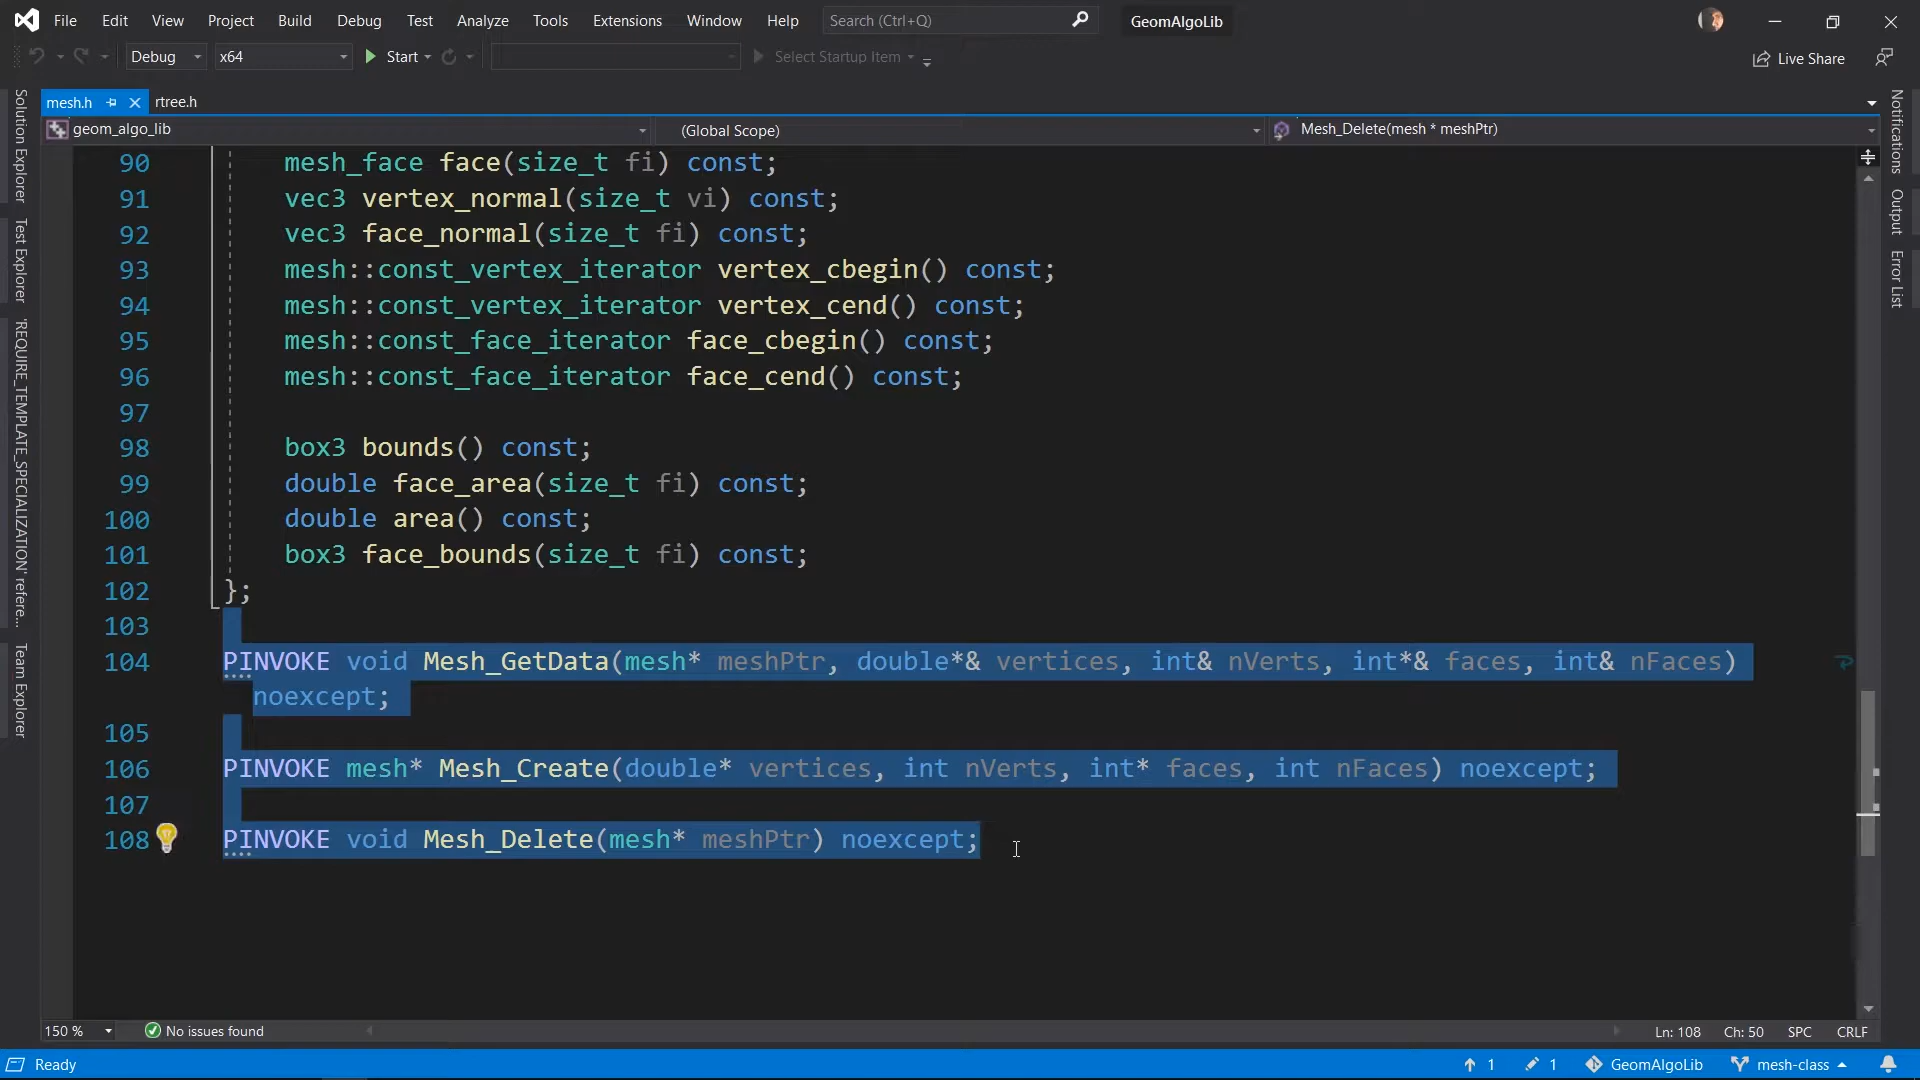 File Edit View Project Build Debug Test Analyze Tools Extensions Window Help Search (Ctrl+Q) GeomAlgoLib
Debug x64 Start Select Startup Item Live Share
mesh.h rtree.h
geom_algo_lib (Global Scope) Mesh_Delete(mesh * meshPtr)
Solution Explorer
Test Explorer
'REQUIRE_TEMPLATE_SPECIALIZATION' refere...
Team Explorer
90 mesh_face face(size_t fi) const;
91 vec3 vertex_normal(size_t vi) const;
92 vec3 face_normal(size_t fi) const;
93 mesh::const_vertex_iterator vertex_cbegin() const;
94 mesh::const_vertex_iterator vertex_cend() const;
95 mesh::const_face_iterator face_cbegin() const;
96 mesh::const_face_iterator face_cend() const;
97
98 box3 bounds() const;
99 double face_area(size_t fi) const;
100 double area() const;
101 box3 face_bounds(size_t fi) const;
102 };
103
104 PINVOKE void Mesh_GetData(mesh* meshPtr, double*& vertices, int& nVerts, int*& faces, int& nFaces)
noexcept;
105
106 PINVOKE mesh* Mesh_Create(double* vertices, int nVerts, int* faces, int nFaces) noexcept;
107
108 PINVOKE void Mesh_Delete(mesh* meshPtr) noexcept;
Notifications
Output
Error List
150 % No issues found Ln: 108 Ch: 50 SPC CRLF
Ready 1 1 GeomAlgoLib mesh-class